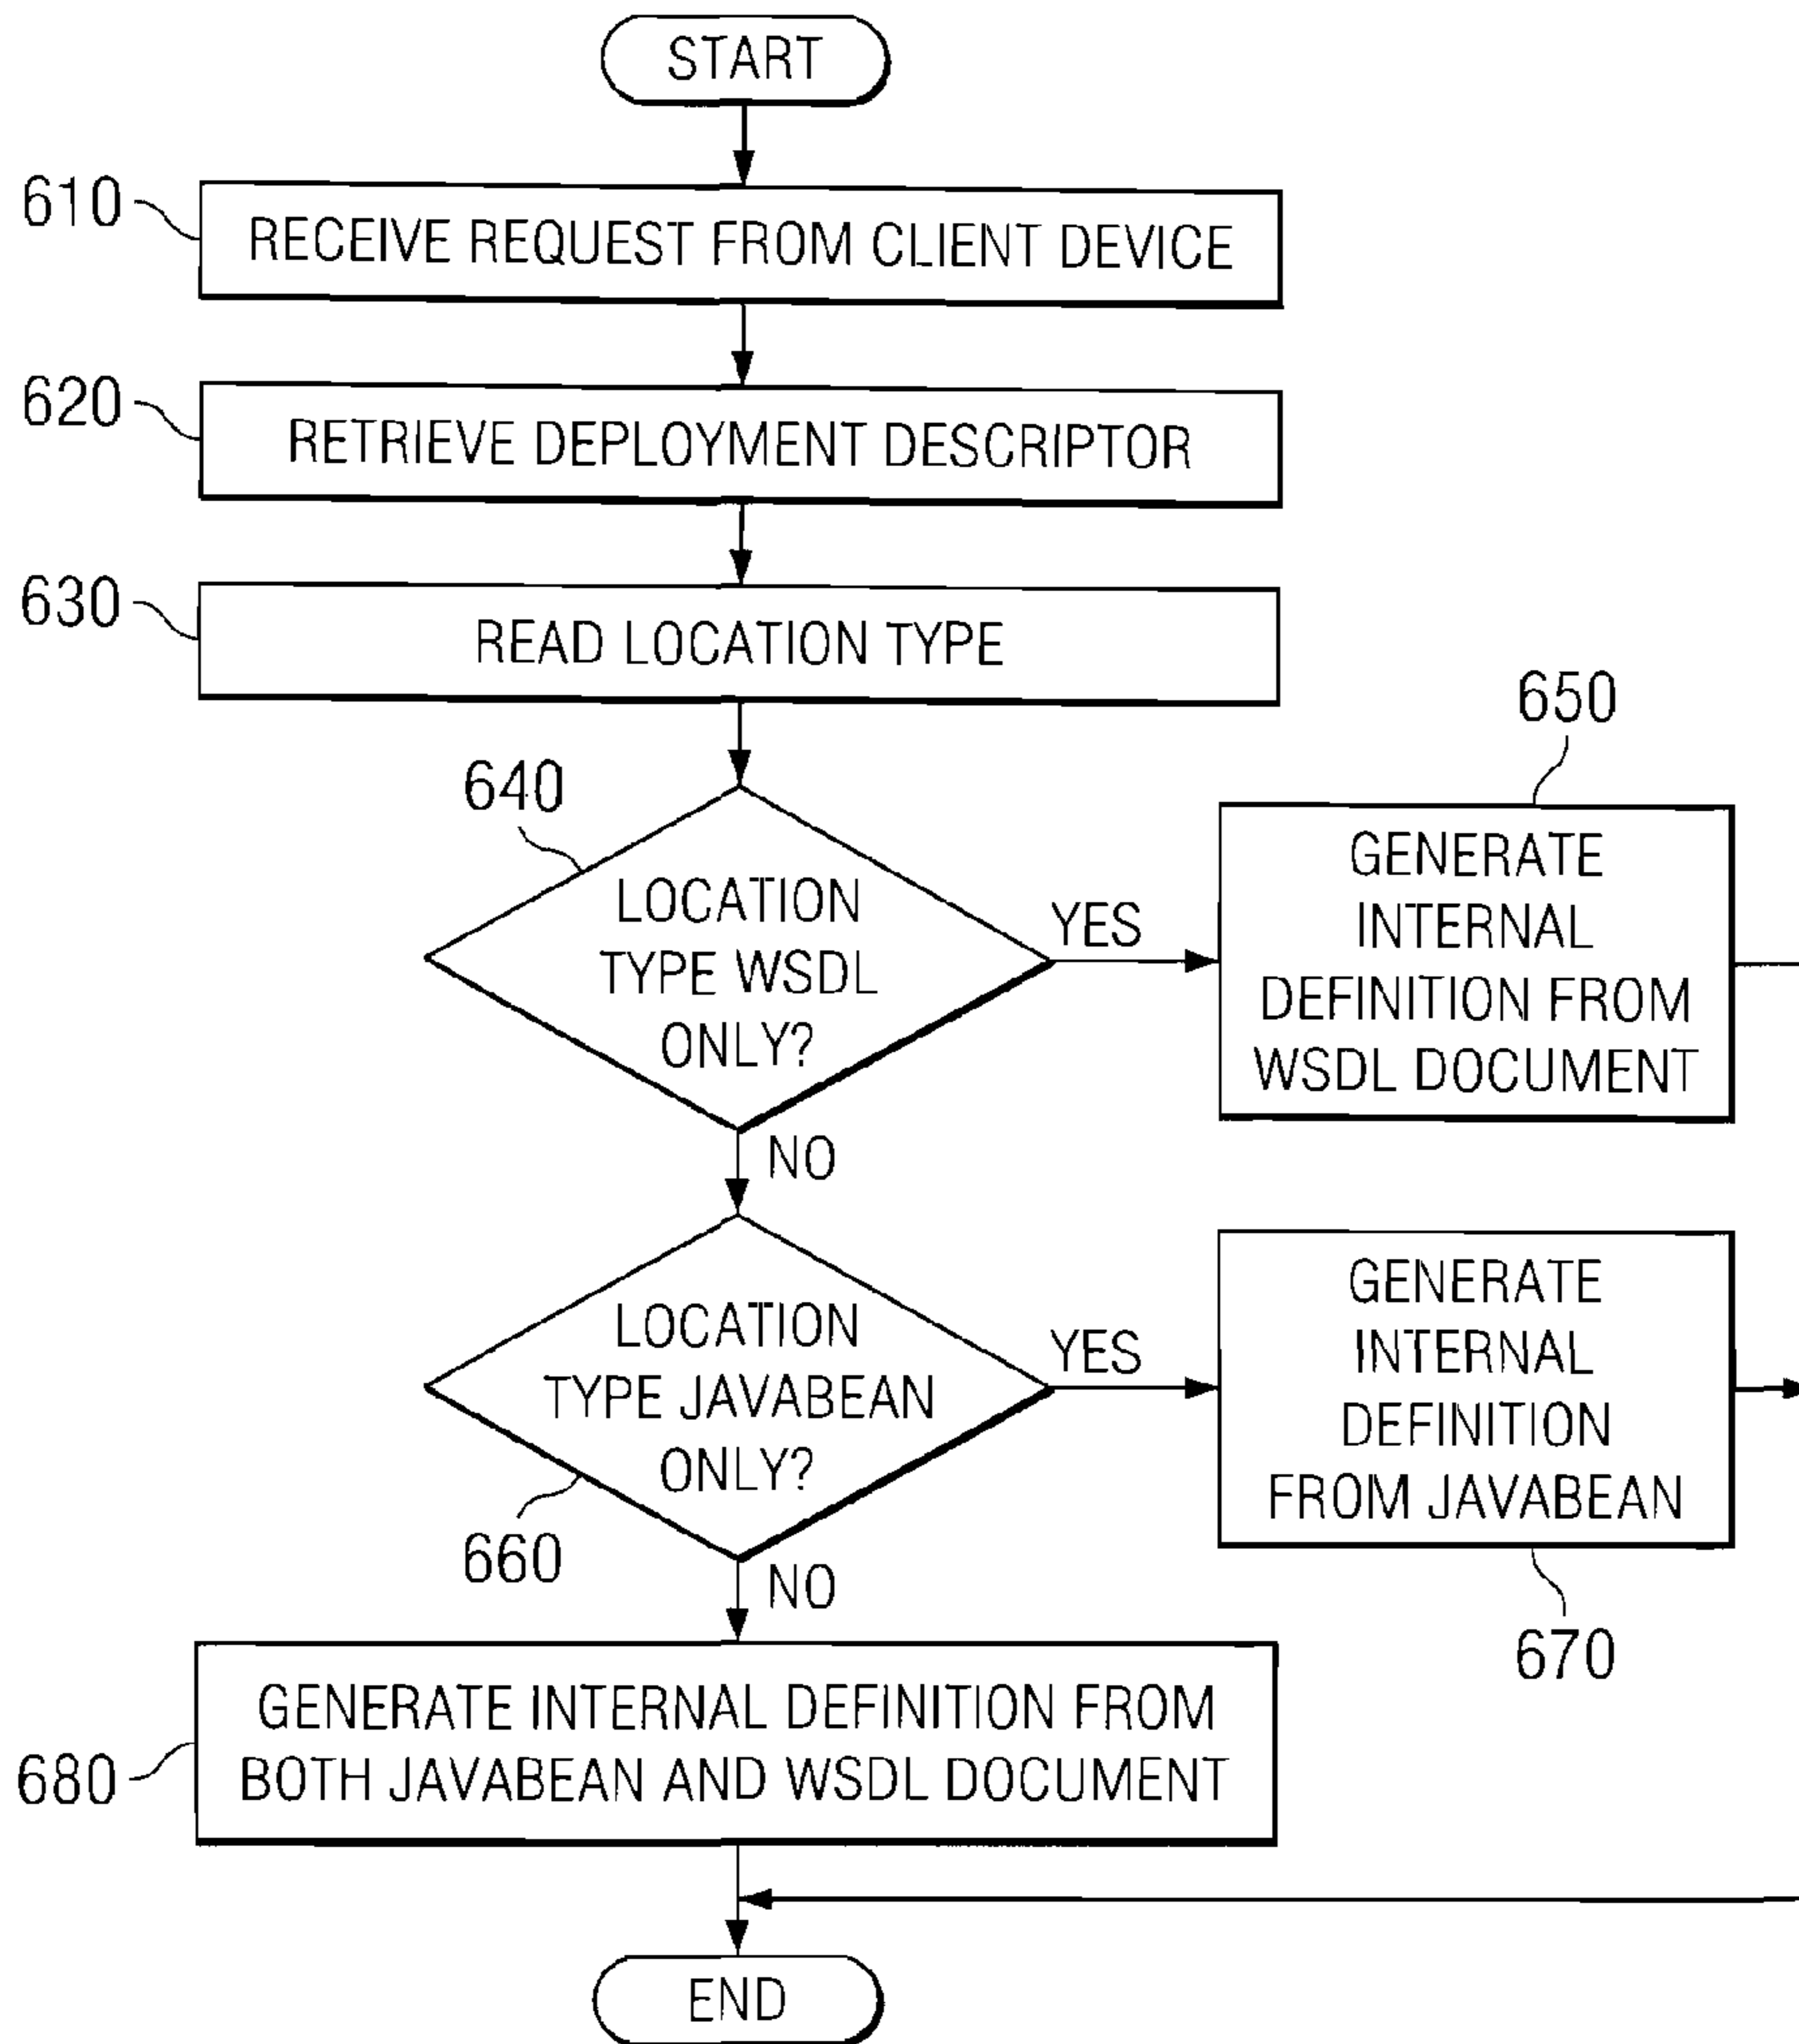 START
610
RECEIVE REQUEST FROM CLIENT DEVICE
620
RETRIEVE DEPLOYMENT DESCRIPTOR
630
READ LOCATION TYPE
640
LOCATION
TYPE WSDL
ONLY?
YES
650
GENERATE
INTERNAL
DEFINITION FROM
WSDL DOCUMENT
NO
LOCATION
TYPE JAVABEAN
ONLY?
660
YES
GENERATE
INTERNAL
DEFINITION
FROM JAVABEAN
670
NO
GENERATE INTERNAL DEFINITION FROM
BOTH JAVABEAN AND WSDL DOCUMENT
680
END